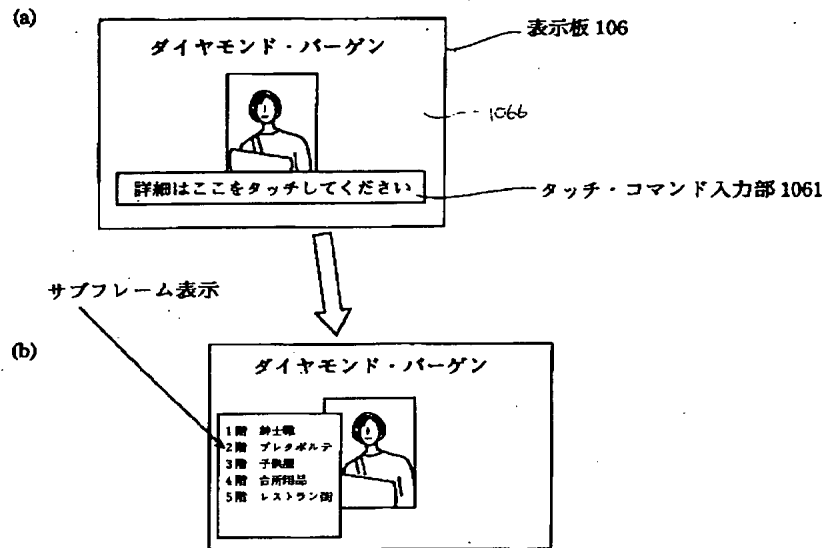 (a)
ダイヤモンド・バーゲン
表示板 106
1066
詳細はここをタッチしてください
タッチ・コマンド入力部 1061
サブフレーム表示
(b)
ダイヤモンド・バーゲン
1階 紳士靴
2階 プレタポルテ
3階 子供服
4階 台所用品
5階 レストラン街